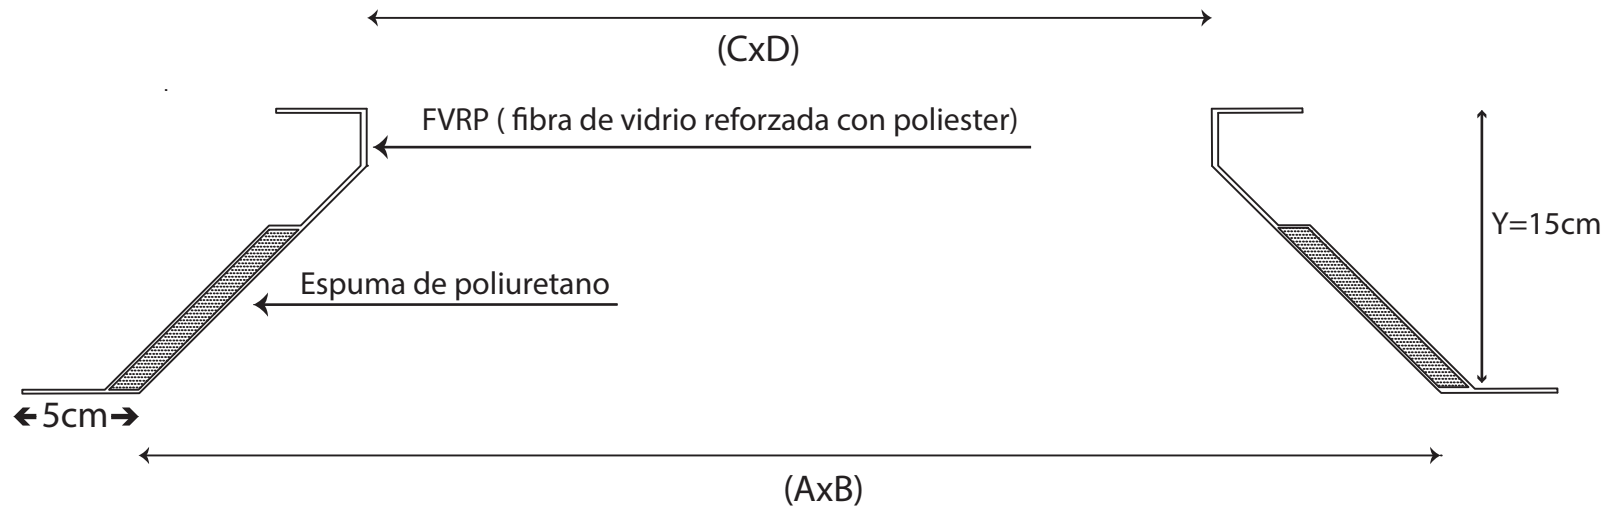 (CxD)
FVRP ( fibra de vidrio reforzada con poliester)
Y=15cm
Espuma de poliuretano
5cm
(AxB)